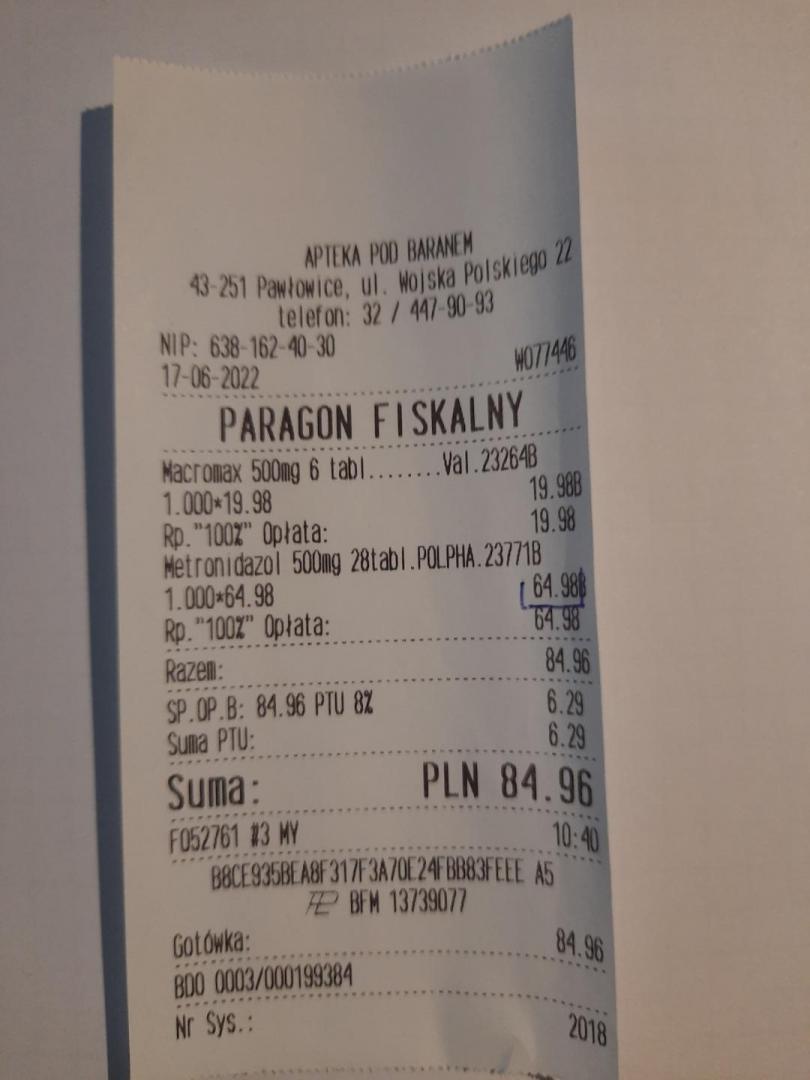 APTEKA POD BARANEM
43-251 Pawłowice, ul. Wojska Polskiego 22
telefon: 32 / 447-90-93
NIP: 638-162-40-30
17-06-2022 W077446
PARAGON FISKALNY
Macromax 500mg 6 tabl........Val.23264B
1.000*19.98 19.98B
Rp."100%" Opłata: 19.98
Metronidazol 500mg 28tabl.POLPHA.23771B
1.000*64.98 64.98B
Rp."100%" Opłata: 64.98
Razem: 84.96
SP.OP.B: 84.96 PTU 8% 6.29
Suma PTU: 6.29
Suma: PLN 84.96
F052761 #3 MY 10:40
B8CE935BEA8F317F3A70E24FBB83FEEE A5
BFM 13739077
Gotówka: 84.96
BDO 0003/000199384
Nr Sys.: 2018